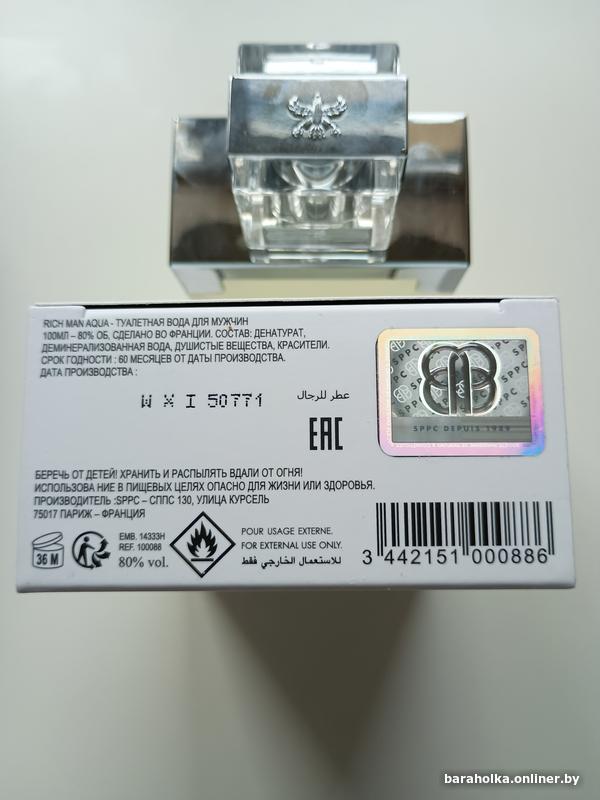 RICH MAN AQUA - ТУАЛЕТНАЯ ВОДА ДЛЯ МУЖЧИН
100МЛ – 80% ОБ, СДЕЛАНО ВО ФРАНЦИИ. СОСТАВ: ДЕНАТУРАТ,
ДЕМИНЕРАЛИЗОВАННАЯ ВОДА, ДУШИСТЫЕ ВЕЩЕСТВА, КРАСИТЕЛИ.
СРОК ГОДНОСТИ : 60 МЕСЯЦЕВ ОТ ДАТЫ ПРОИЗВОДСТВА.
ДАТА ПРОИЗВОДСТВА :
W X I 50771
عطر للرجال
EAC
SPPC
SPPC DEPUIS 1989
БЕРЕЧЬ ОТ ДЕТЕЙ! ХРАНИТЬ И РАСПЫЛЯТЬ ВДАЛИ ОТ ОГНЯ!
ИСПОЛЬЗОВА НИЕ В ПИЩЕВЫХ ЦЕЛЯХ ОПАСНО ДЛЯ ЖИЗНИ ИЛИ ЗДОРОВЬЯ.
ПРОИЗВОДИТЕЛЬ :SPPC – СППС 130, УЛИЦА КУРСЕЛЬ
75017 ПАРИЖ – ФРАНЦИЯ
36 M
EMB. 14333H
REF. 100088
80% vol.
POUR USAGE EXTERNE.
FOR EXTERNAL USE ONLY.
للاستعمال الخارجي فقط
3 442151 000886
baraholka.onliner.by